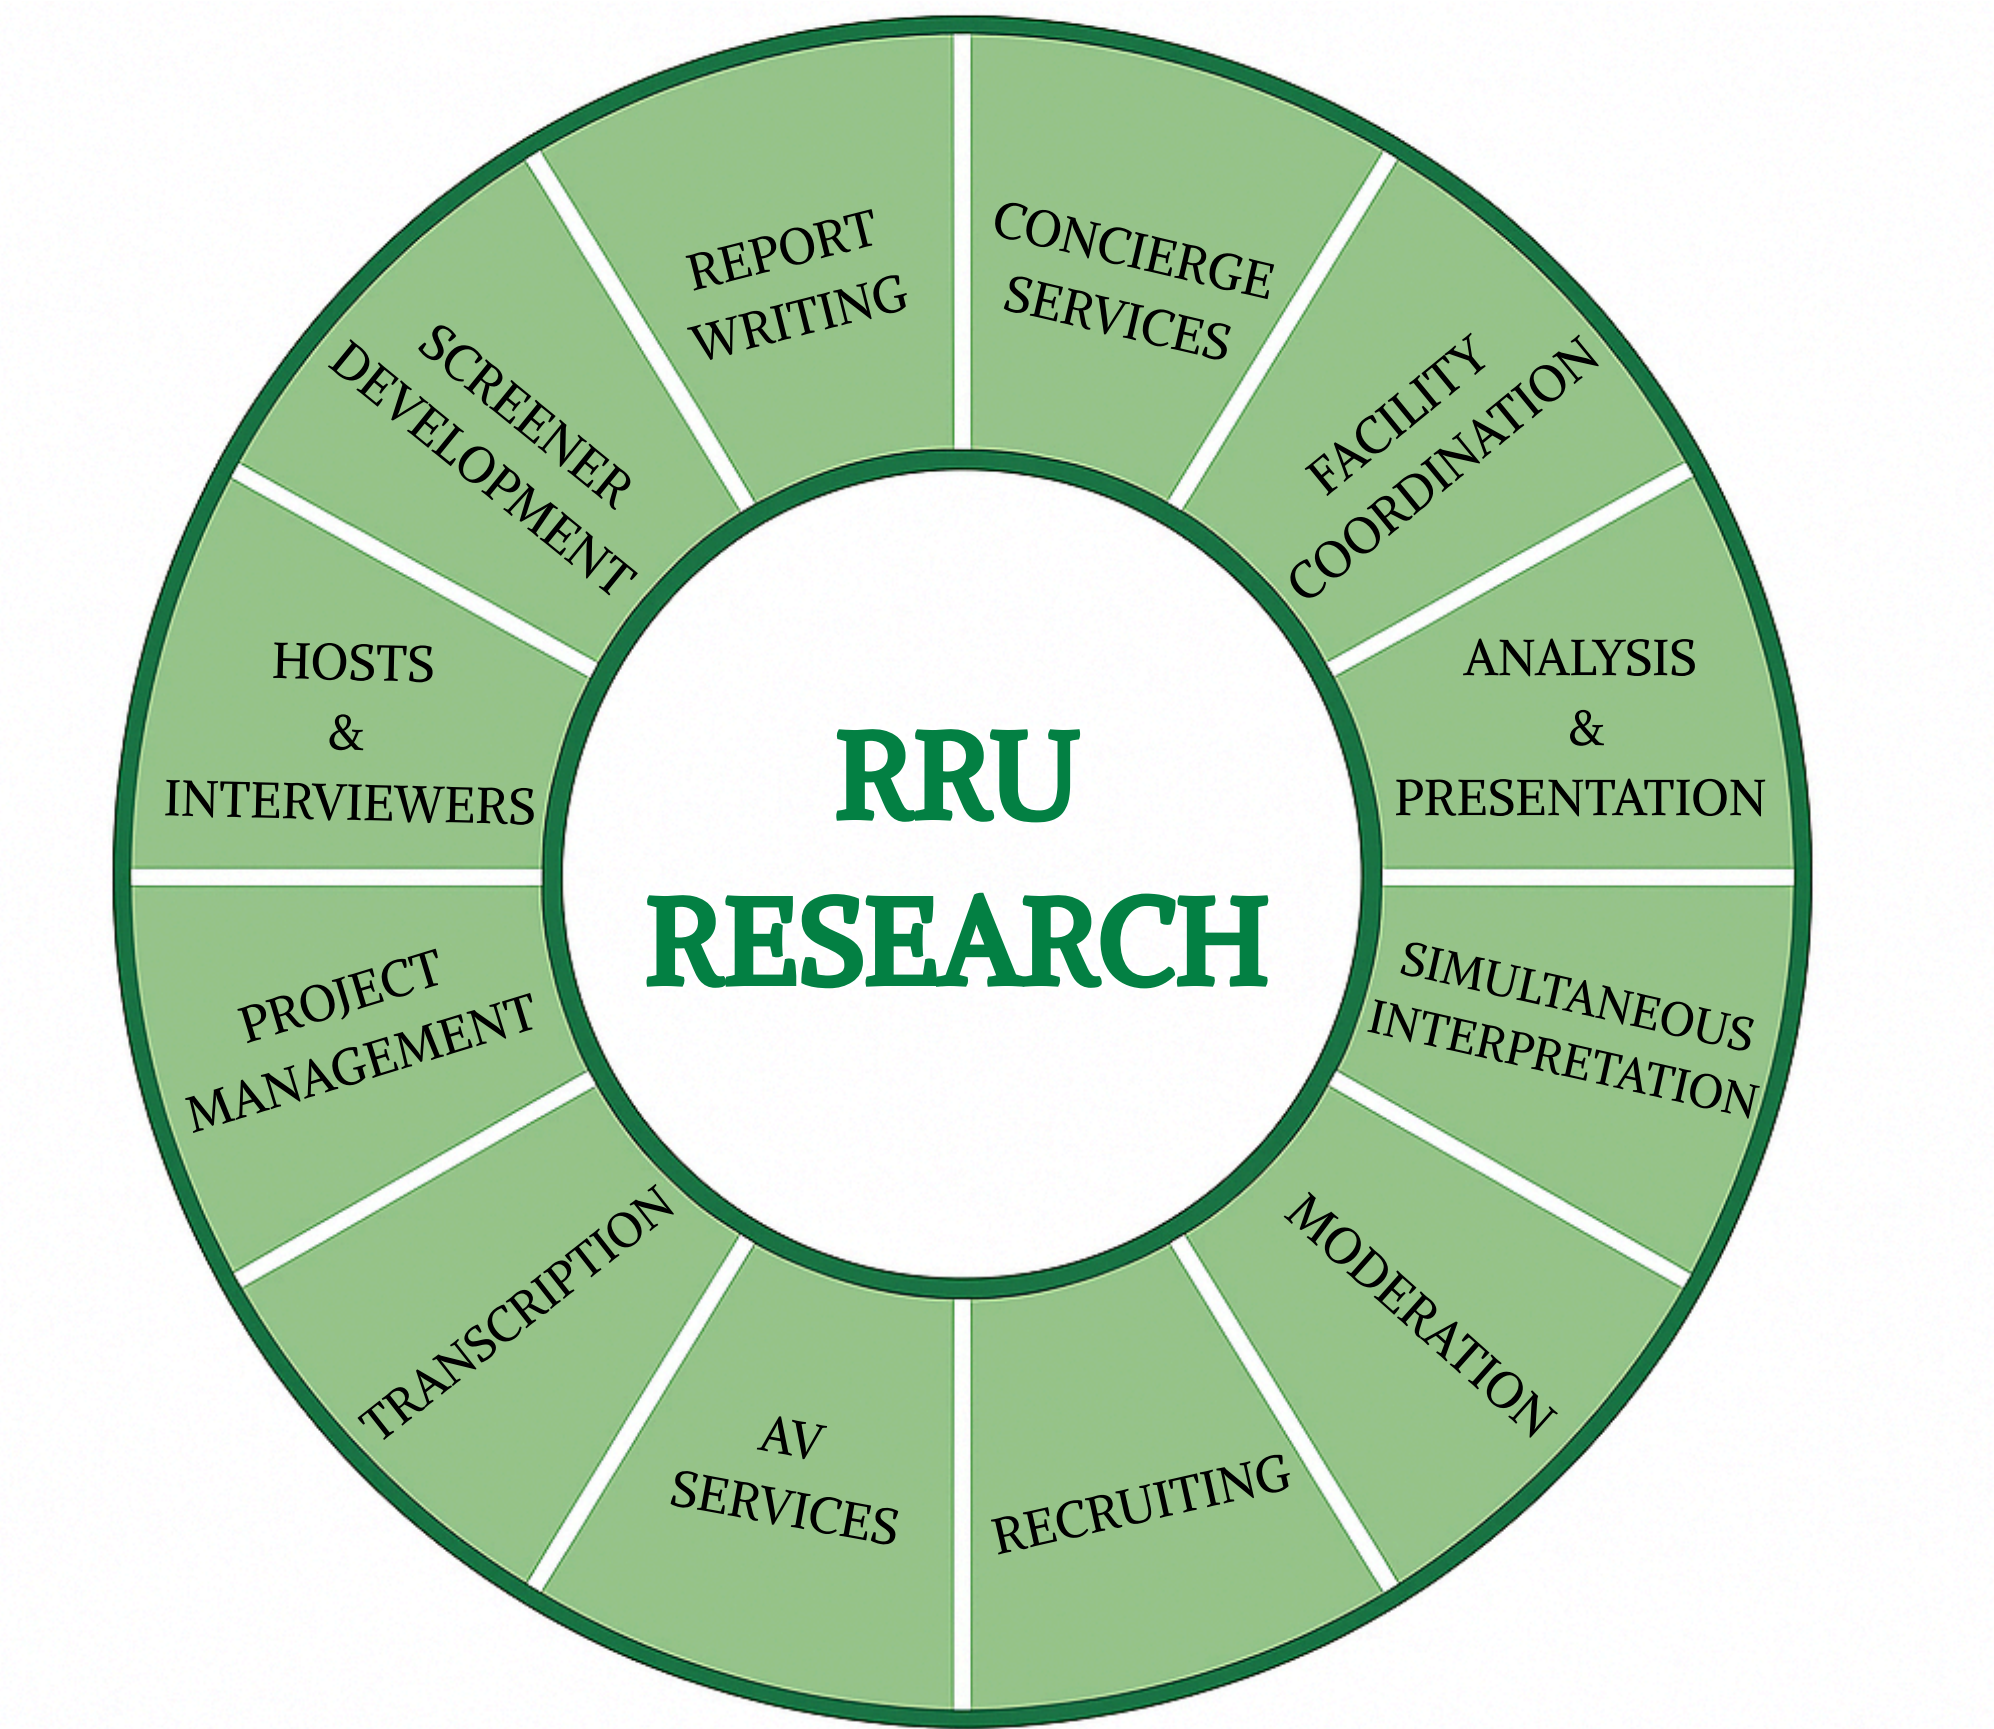 REPORT
WRITING
CONCIERGE
SERVICES
FACILITY
COORDINATION
ANALYSIS
&
PRESENTATION
SIMULTANEOUS
INTERPRETATION
MODERATION
RECRUITING
AV
SERVICES
TRANSCRIPTION
PROJECT
MANAGEMENT
HOSTS
&
INTERVIEWERS
SCREENER
DEVELOPMENT
RRU
RESEARCH